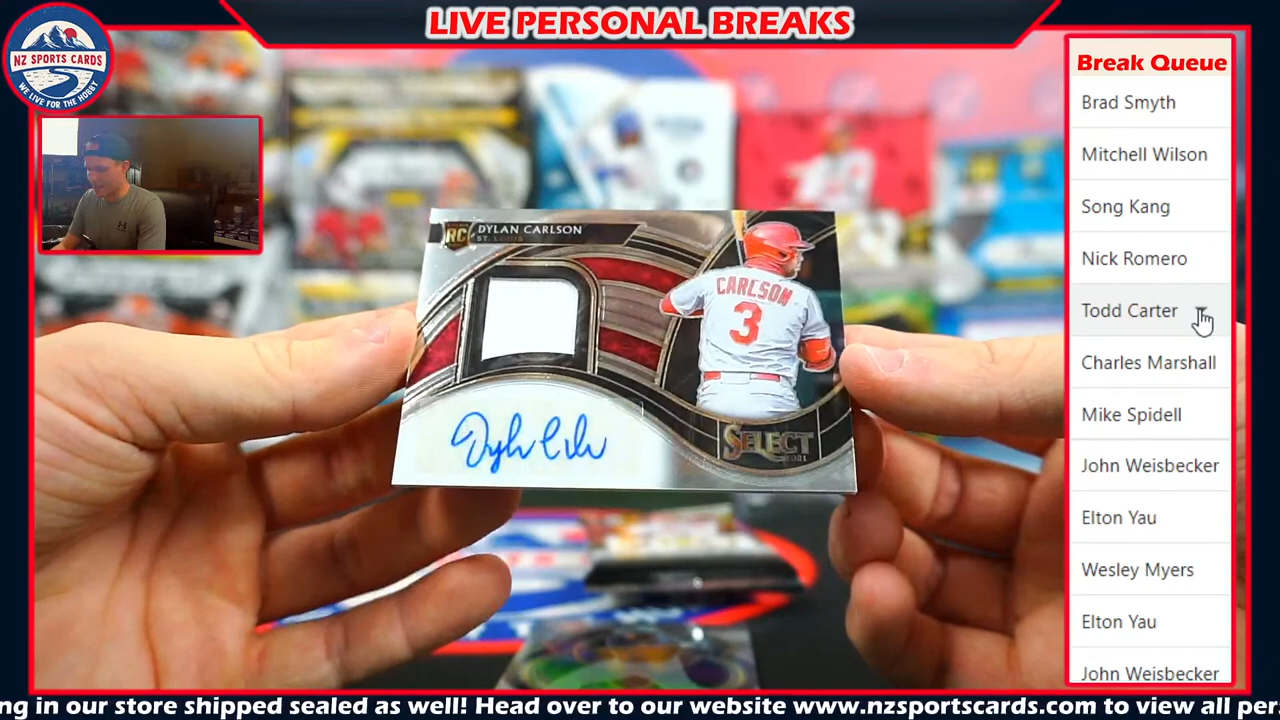 LIVE PERSONAL BREAKS
NZ SPORTS CARDS
WE LIVE FOR THE HOBBY
Break Queue
Brad Smyth
Mitchell Wilson
Song Kang
Nick Romero
Todd Carter
Charles Marshall
Mike Spidell
John Weisbecker
Elton Yau
Wesley Myers
Elton Yau
John Weisbecker
RC DYLAN CARLSON
ST. LOUIS
CARLSON
3
SELECT
2021
ng in our store shipped sealed as well! Head over to our website www.nzsportscards.com to view all per